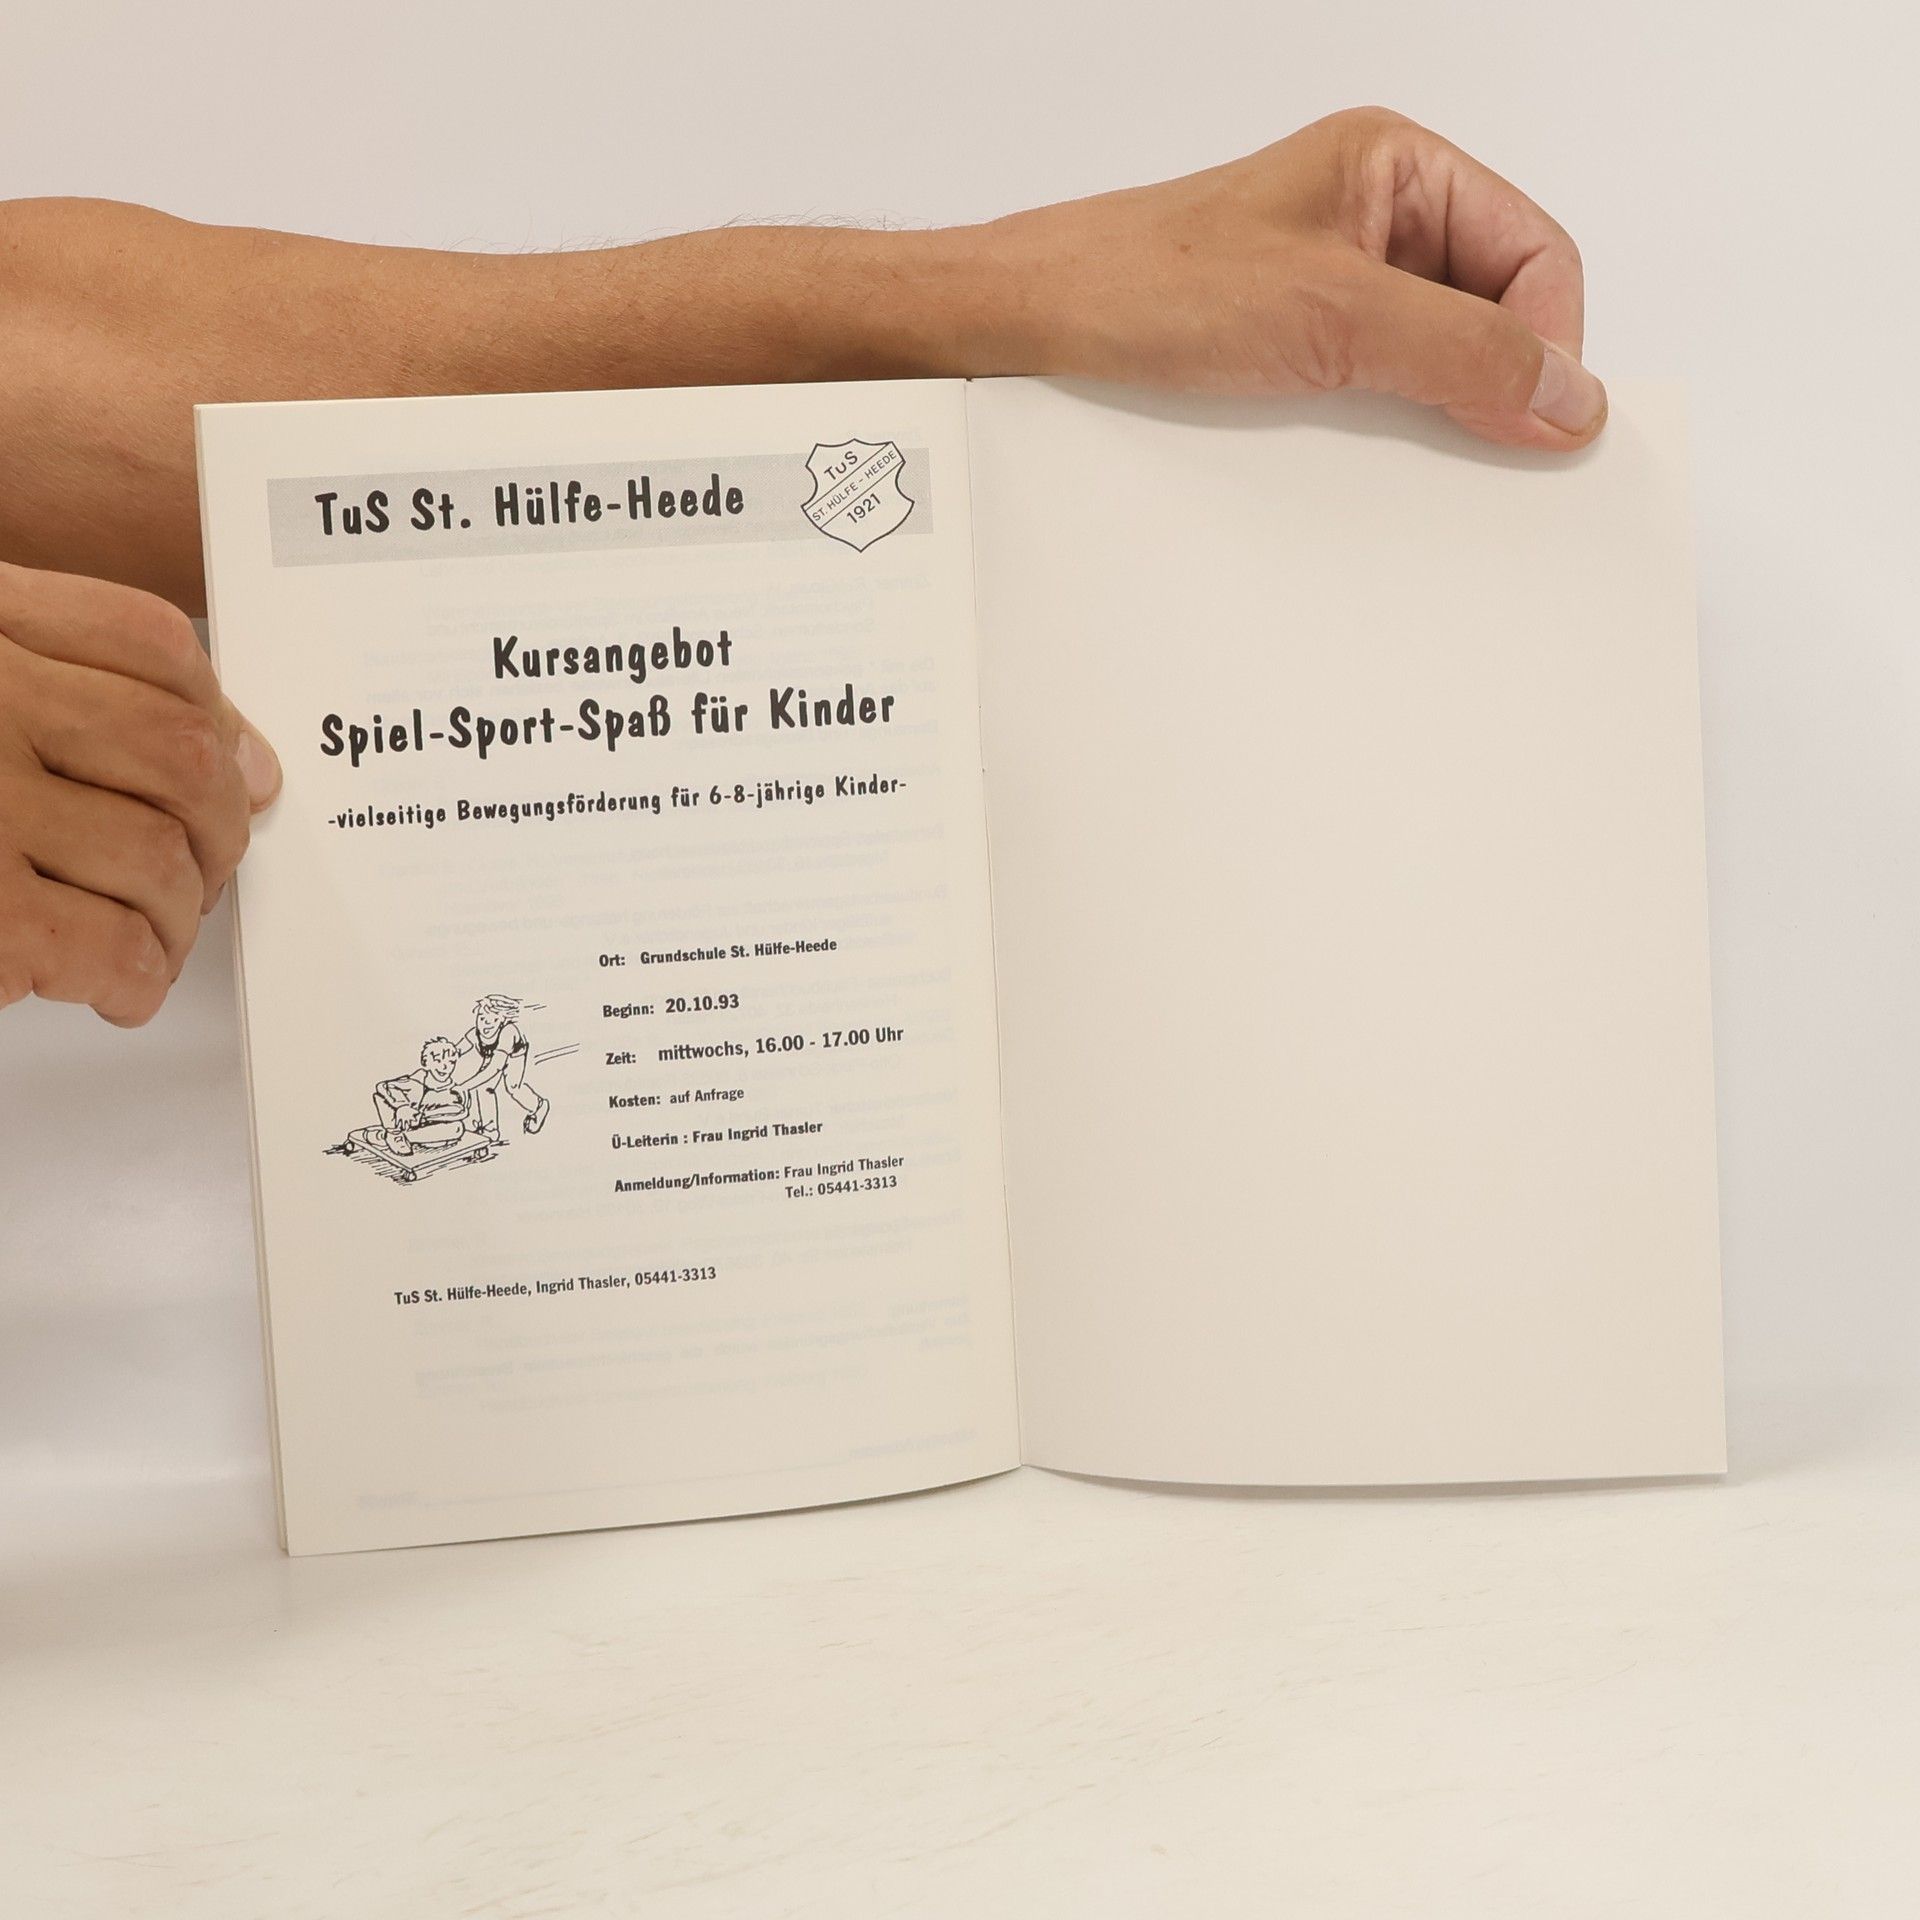 TuS St. Hülfe-Heede
TuS
ST. HÜLFE - HEEDE
1921
Kursangebot
Spiel-Sport-Spaß für Kinder
-vielseitige Bewegungsförderung für 6-8-jährige Kinder-
Ort: Grundschule St. Hülfe-Heede
Beginn: 20.10.93
Zeit: mittwochs, 16.00 - 17.00 Uhr
Kosten: auf Anfrage
Ü-Leiterin : Frau Ingrid Thasler
Anmeldung/Information: Frau Ingrid Thasler
Tel.: 05441-3313
TuS St. Hülfe-Heede, Ingrid Thasler, 05441-3313